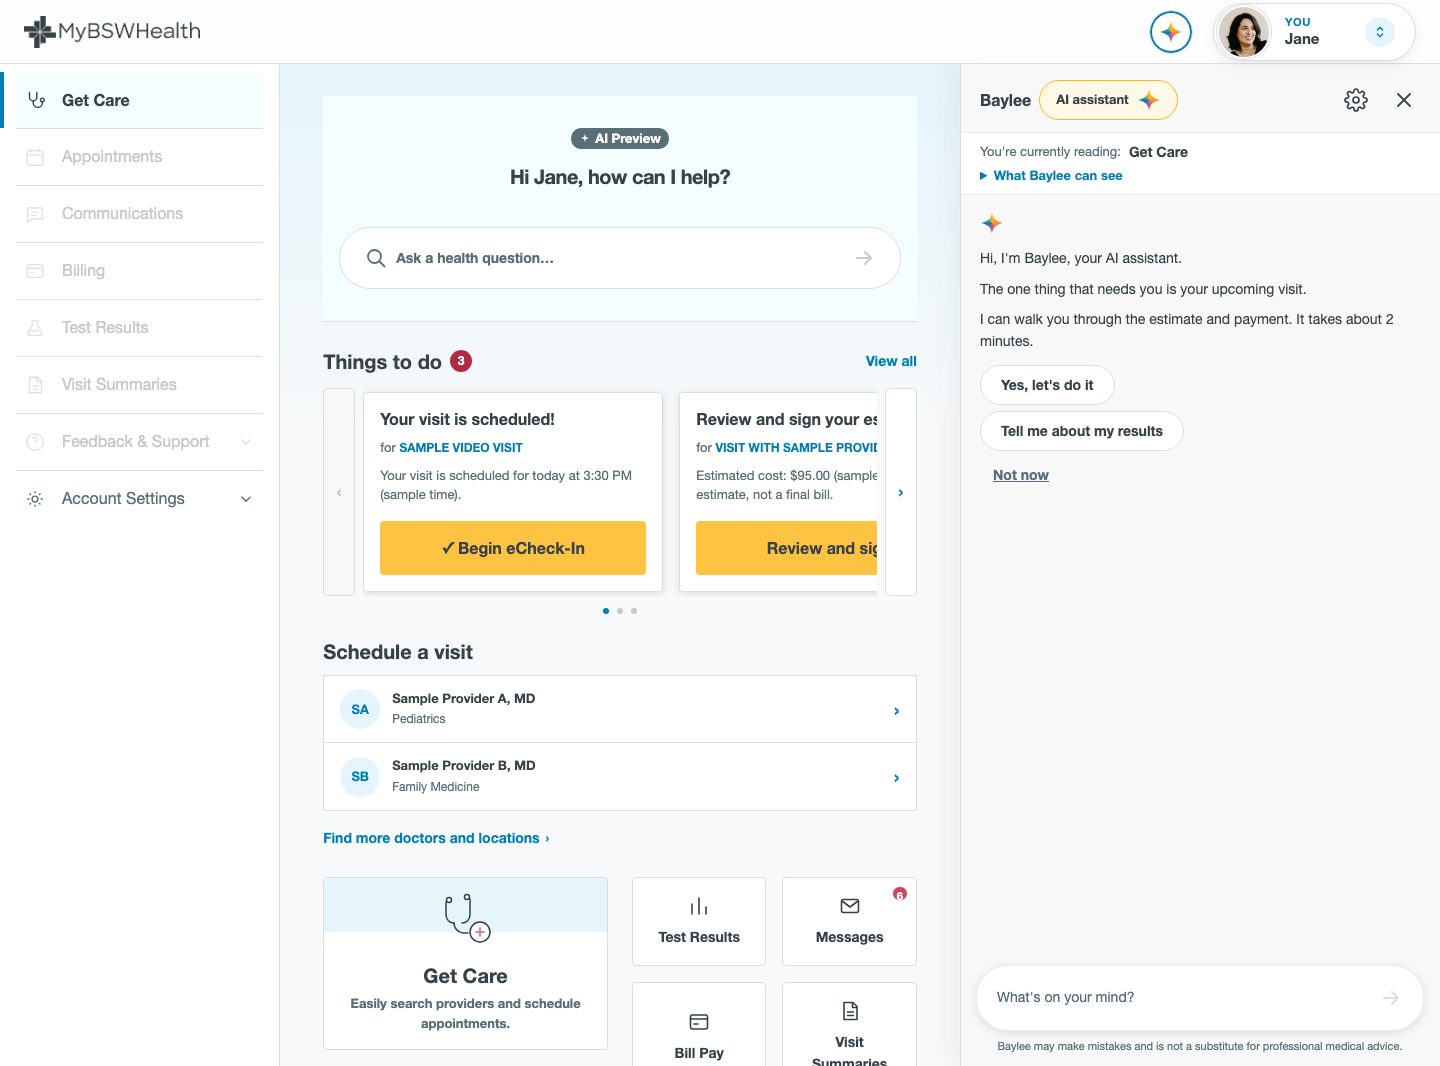 MyBSWHealth
YOU
Jane
Get Care
Appointments
Communications
Billing
Test Results
Visit Summaries
Feedback & Support
Account Settings
AI Preview
Hi Jane, how can I help?
Ask a health question...
Things to do 3
View all
Your visit is scheduled!
for SAMPLE VIDEO VISIT
Your visit is scheduled for today at 3:30 PM
(sample time).
✓ Begin eCheck-In
Review and sign your es
for VISIT WITH SAMPLE PROVID
Estimated cost: $95.00 (sample
estimate, not a final bill.
Review and sig
Schedule a visit
SA
Sample Provider A, MD
Pediatrics
SB
Sample Provider B, MD
Family Medicine
Find more doctors and locations ›
Get Care
Easily search providers and schedule
appointments.
Test Results
6
Messages
Bill Pay
Visit
Summaries
Baylee
AI assistant
You're currently reading: Get Care
What Baylee can see
Hi, I'm Baylee, your AI assistant.
The one thing that needs you is your upcoming visit.
I can walk you through the estimate and payment. It takes about 2
minutes.
Yes, let's do it
Tell me about my results
Not now
What's on your mind?
Baylee may make mistakes and is not a substitute for professional medical advice.